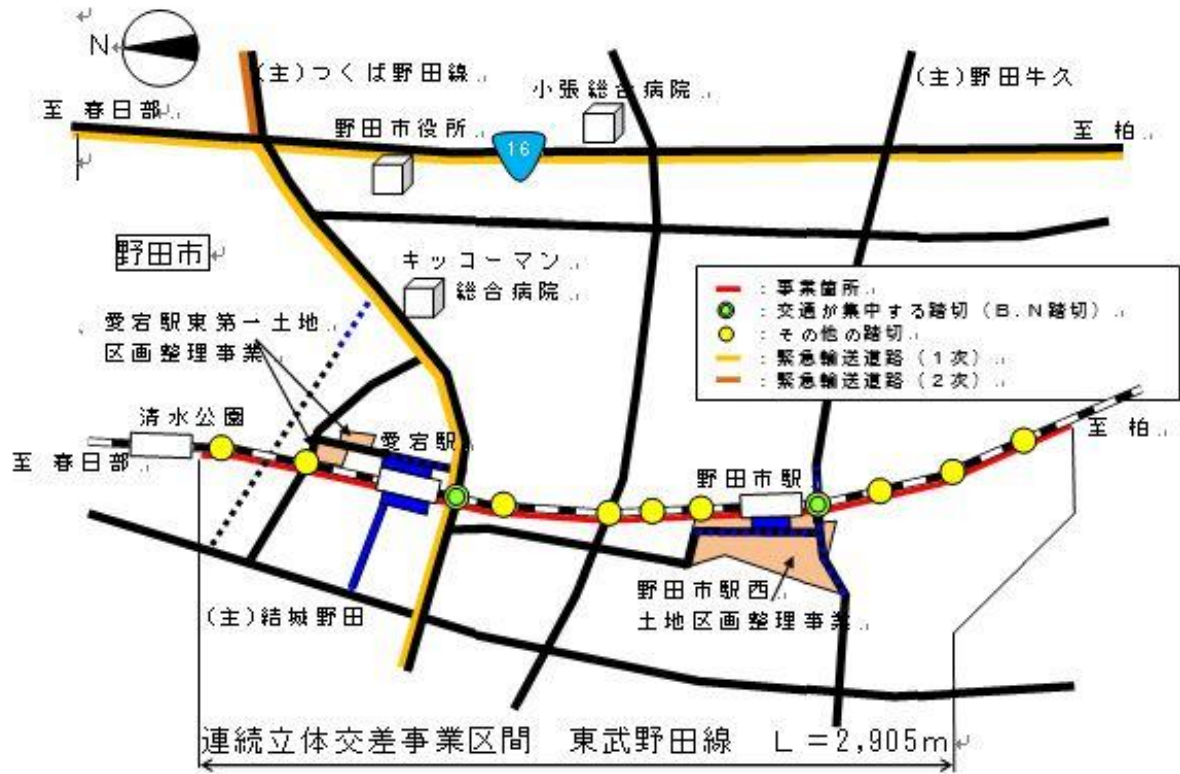 N
(主)つくば野田線
小張総合病院
(主)野田牛久
至 春日部
野田市役所
16
至 柏
野田市
キッコーマン
総合病院
愛宕駅東第一土地
区画整理事業
：事業箇所
：交通が集中する踏切（B.N踏切）
：その他の踏切
：緊急輸送道路（1次）
：緊急輸送道路（2次）
清水公園
愛宕駅
至 柏
至 春日部
野田市駅
(主)結城野田
野田市駅西
土地区画整理事業
連続立体交差事業区間　東武野田線　L＝2,905m